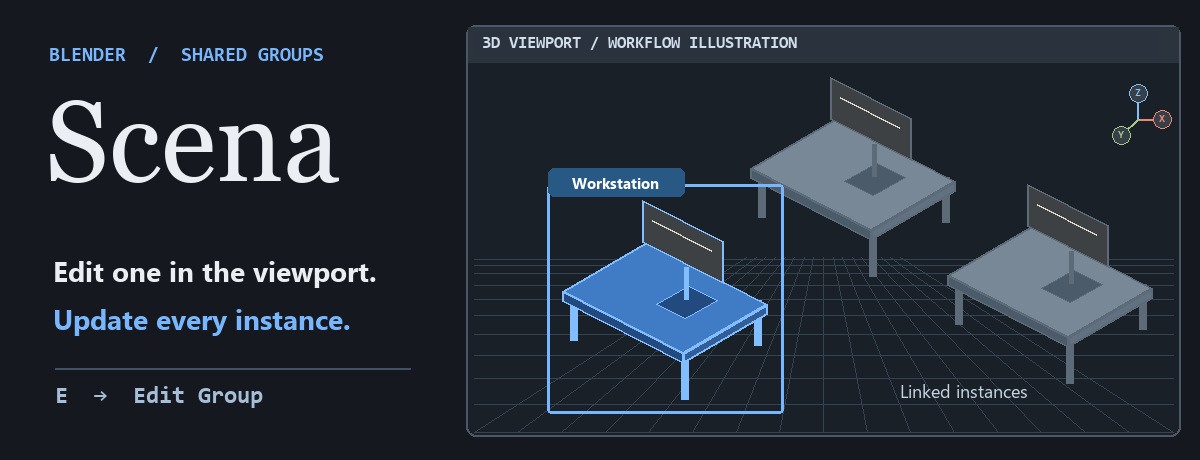 BLENDER / SHARED GROUPS
Scena
Edit one in the viewport.
Update every instance.
E → Edit Group
3D VIEWPORT / WORKFLOW ILLUSTRATION
Z
X
Y
Workstation
Linked instances